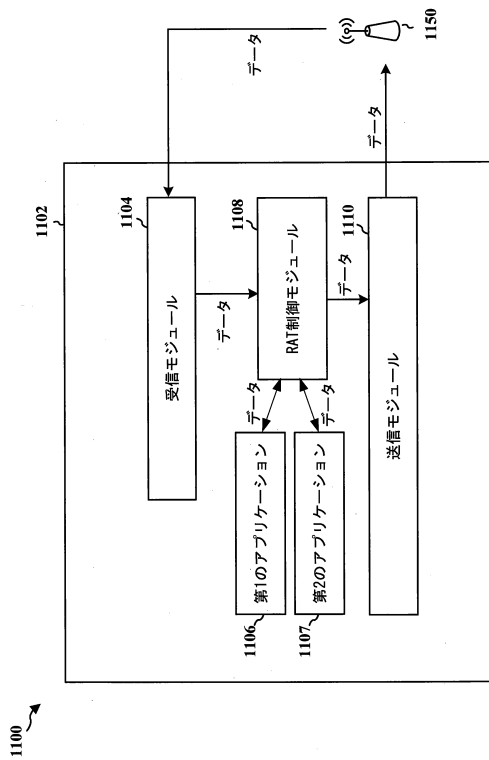 1100
1102
1104
受信モジュール
データ
データ
1150
1108
RAT制御モジュール
データ
データ
1106
第1のアプリケーション
1107
第2のアプリケーション
データ
データ
1110
送信モジュール